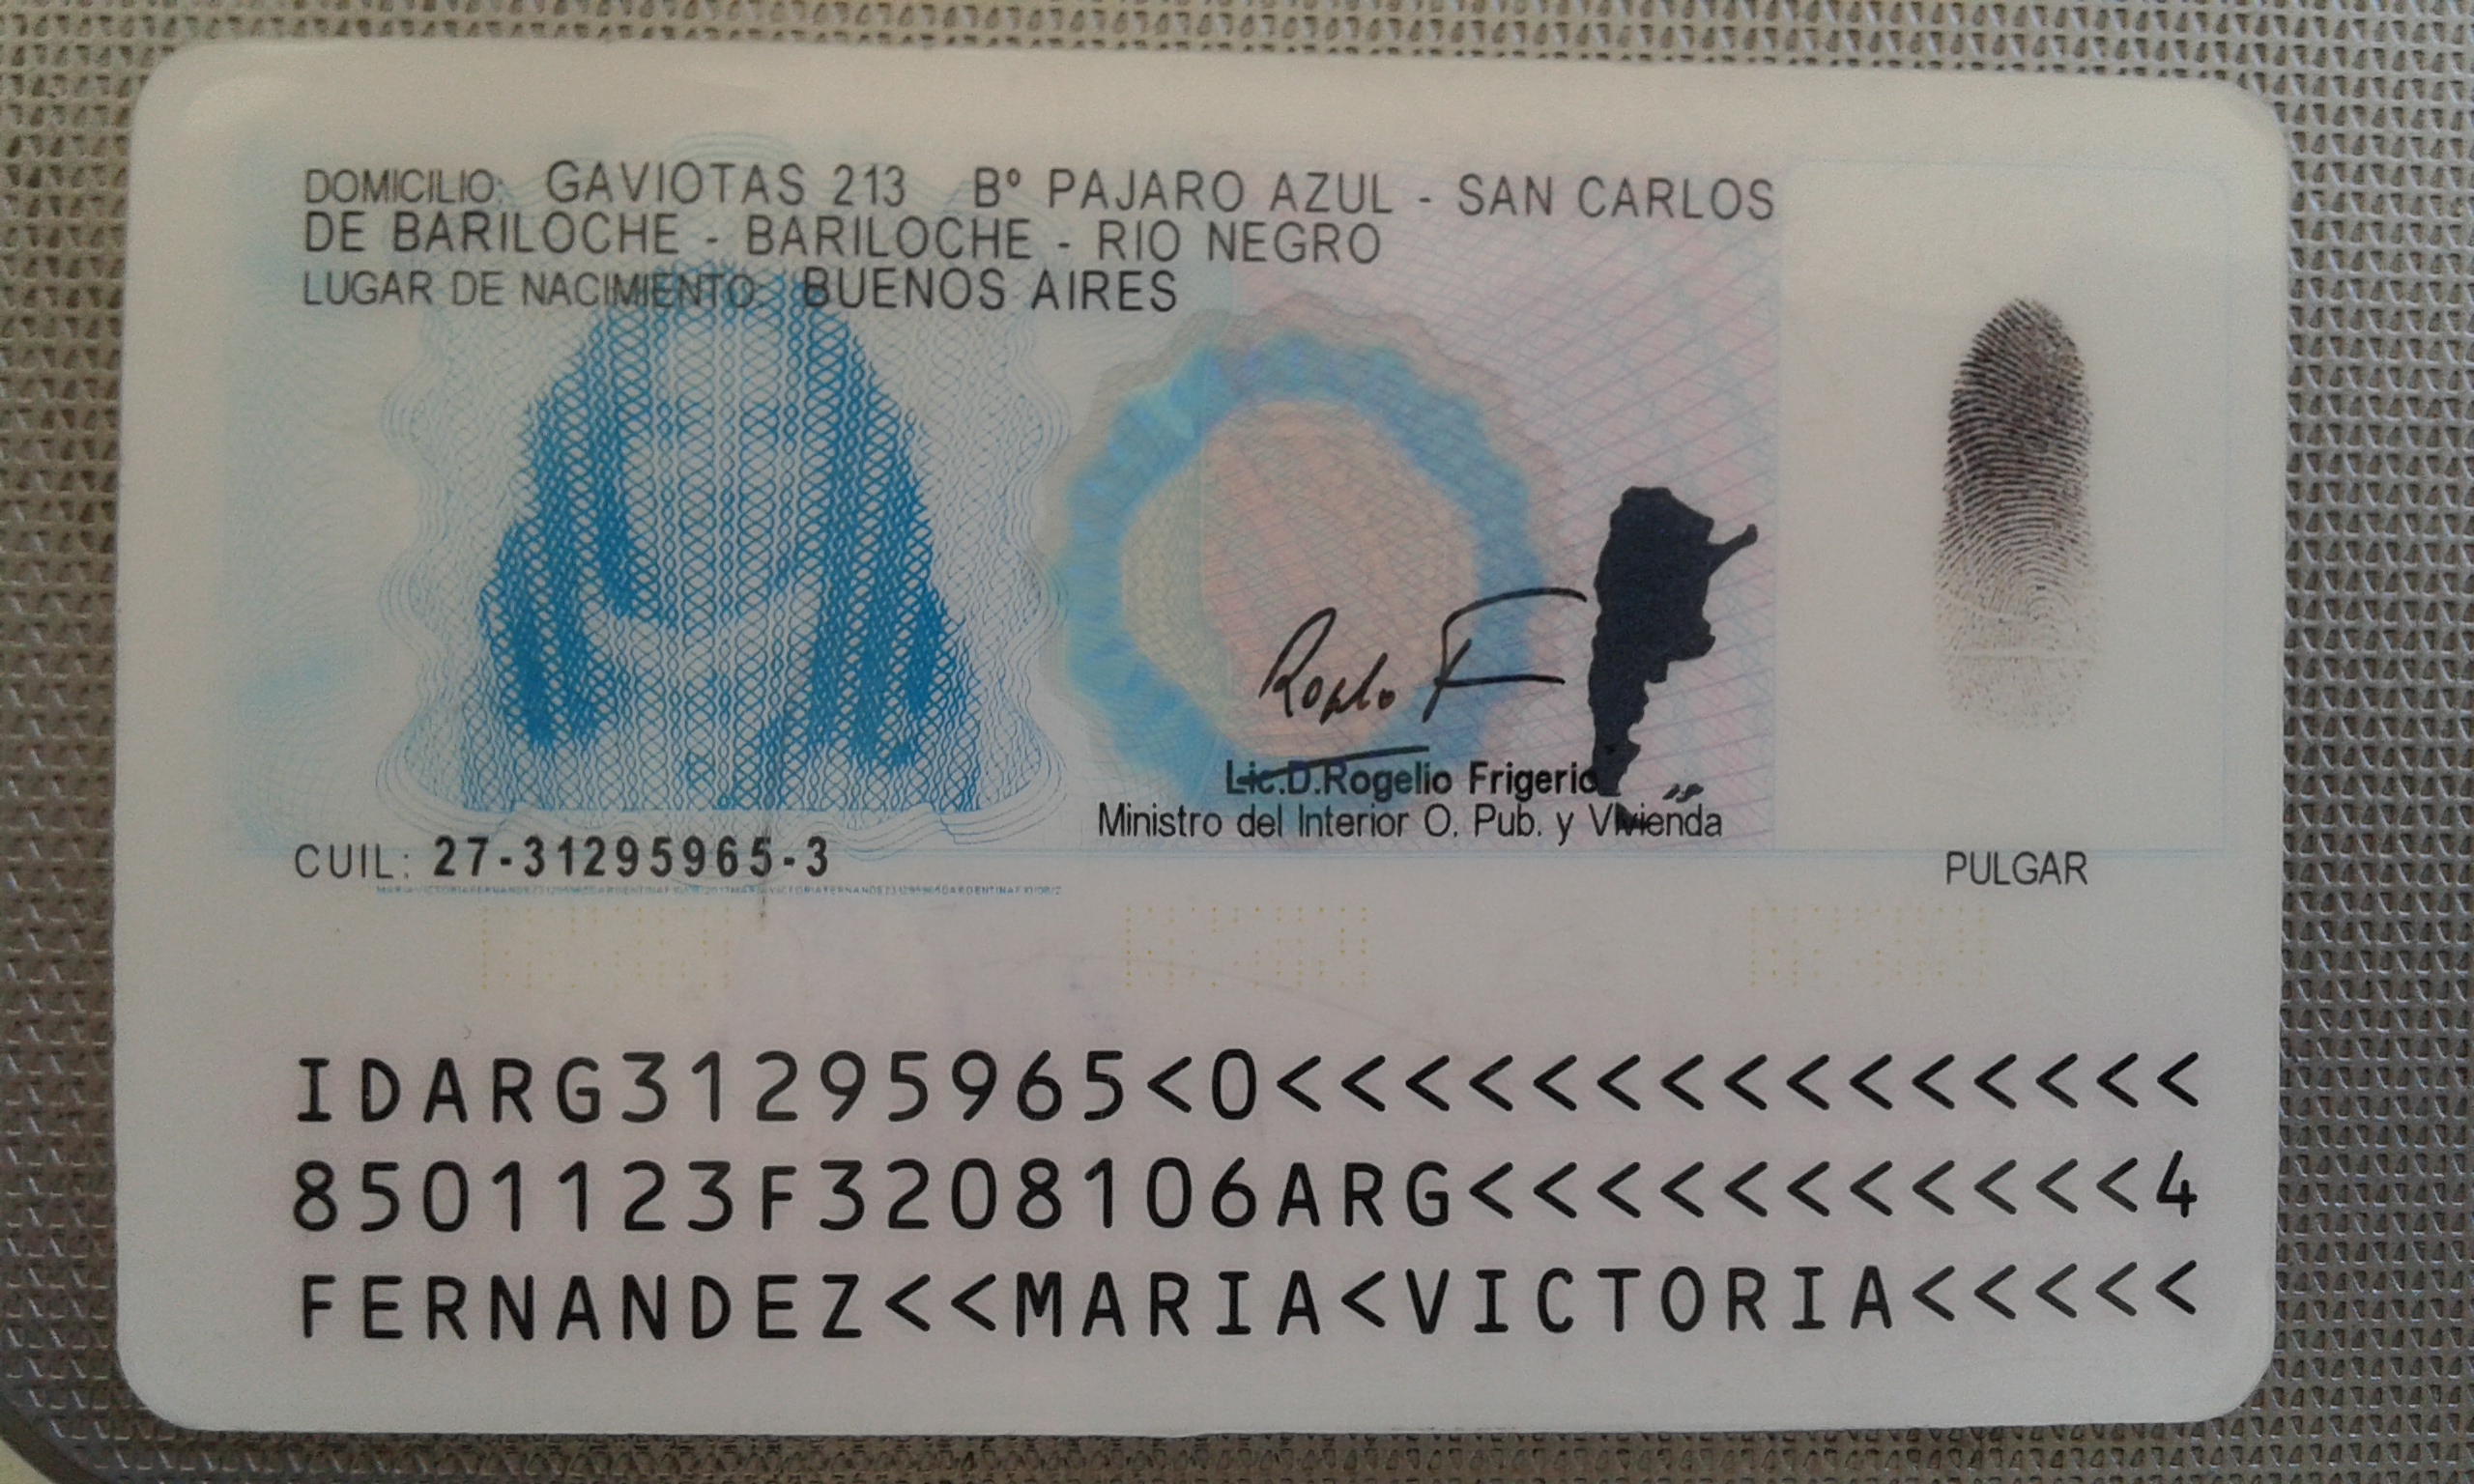 DOMICILIO: GAVIOTAS 213 Bº PAJARO AZUL - SAN CARLOS
DE BARILOCHE - BARILOCHE - RIO NEGRO
LUGAR DE NACIMIENTO: BUENOS AIRES
Lic.D.Rogelio Frigerio
Ministro del Interior O. Pub. y Vivienda
CUIL: 27-31295965-3
PULGAR
IDARG31295965<0<<<<<<<<<<<<<<<
8501123F3208106ARG<<<<<<<<<<<4
FERNANDEZ<<MARIA<VICTORIA<<<<<